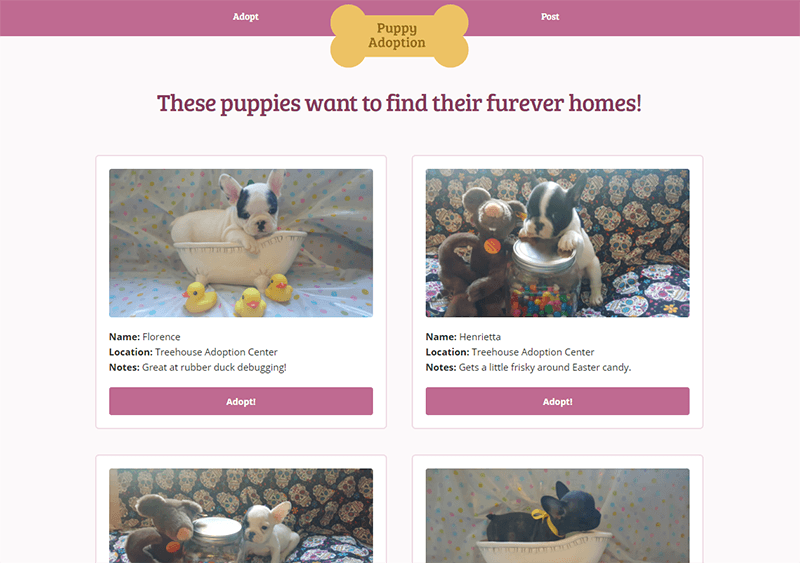 Adopt
Puppy
Adoption
Post
These puppies want to find their furever homes!
Name: Florence
Location: Treehouse Adoption Center
Notes: Great at rubber duck debugging!
Adopt!
Name: Henrietta
Location: Treehouse Adoption Center
Notes: Gets a little frisky around Easter candy.
Adopt!